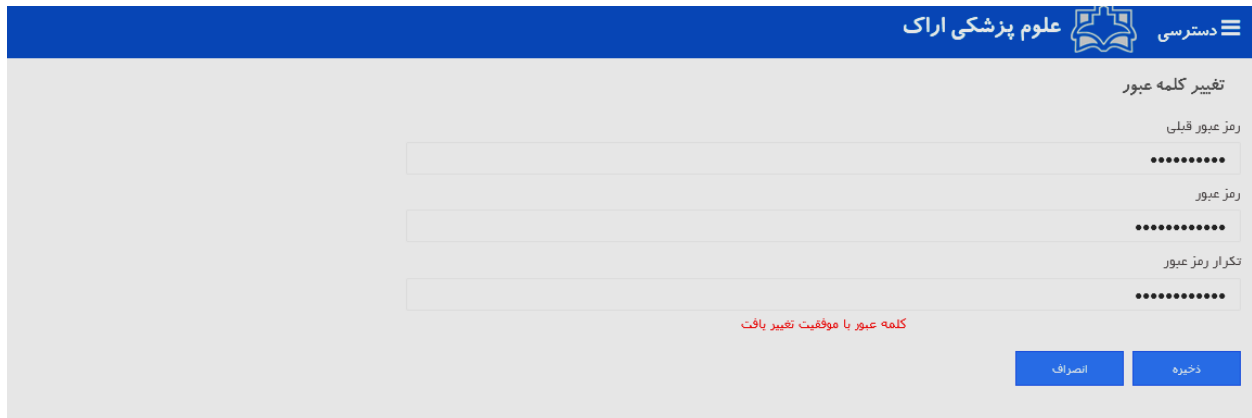 دسترسی علوم پزشکی اراک
تغییر کلمه عبور
رمز عبور قبلی
••••••••••
رمز عبور
••••••••••••
تکرار رمز عبور
••••••••••••
کلمه عبور با موفقیت تغییر یافت
ذخیره انصراف